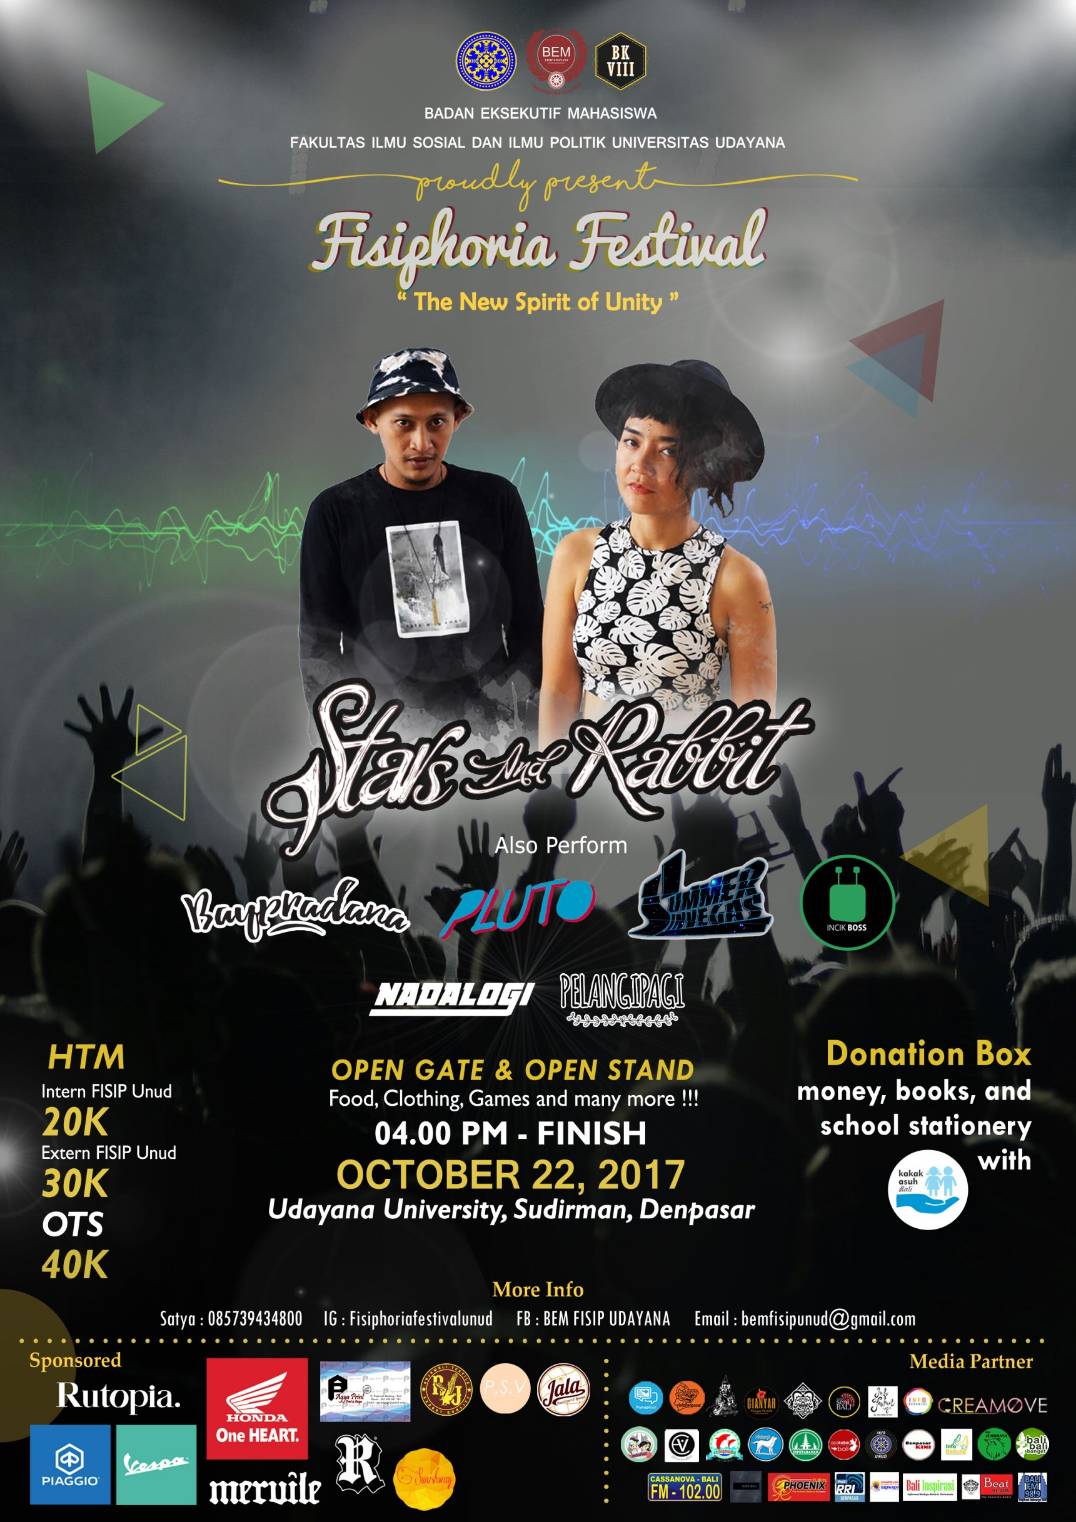 BEM
BK
VIII
BADAN EKSEKUTIF MAHASISWA
FAKULTAS ILMU SOSIAL DAN ILMU POLITIK UNIVERSITAS UDAYANA
proudly present
Fisiphoria Festival
“ The New Spirit of Unity ”
Stars And Rabbit
Also Perform
Baypradana
PLUTO
SUMMER
INVEGAS
INCIK BOSS
NADALOGI
PELANGIPAGI
HTM
Intern FISIP Unud
20K
Extern FISIP Unud
30K
OTS
40K
OPEN GATE & OPEN STAND
Food, Clothing, Games and many more !!!
04.00 PM - FINISH
OCTOBER 22, 2017
Udayana University, Sudirman, Denpasar
Donation Box
money, books, and
school stationery
with
kakak
asuh
Bali
More Info
Satya : 085739434800 IG : Fisiphoriafestivalunud FB : BEM FISIP UDAYANA Email : bemfisipunud@gmail.com
Sponsored
Rutopia.
HONDA
One HEART.
P.S.V
Jala
PIAGGIO
Vespa
mervile
R
Media Partner
GIANYAR
CREAMOVE
CASSANOVA - BALI
FM - 102.00
PHOENIX
RRI
Bali Inspirasi
Beat